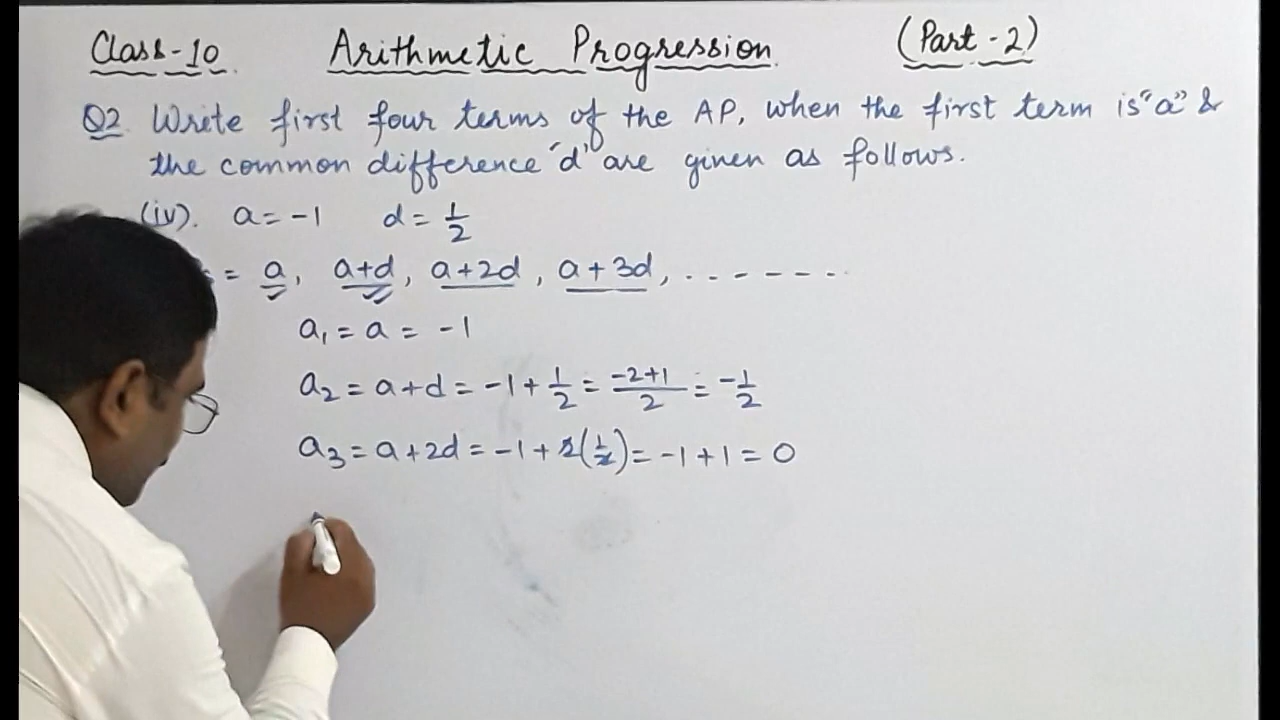 Class-10 Arithmetic Progression (Part-2)
Q2 Write first four terms of the AP, when the first term is "a" &
the common difference 'd' are given as follows.
(iv). a = -1 d = 1/2
= a, a+d, a+2d, a+3d, .......
a₁ = a = -1
a₂ = a+d = -1 + 1/2 = (-2+1)/2 = -1/2
a₃ = a+2d = -1 + 2(1/2) = -1+1 = 0